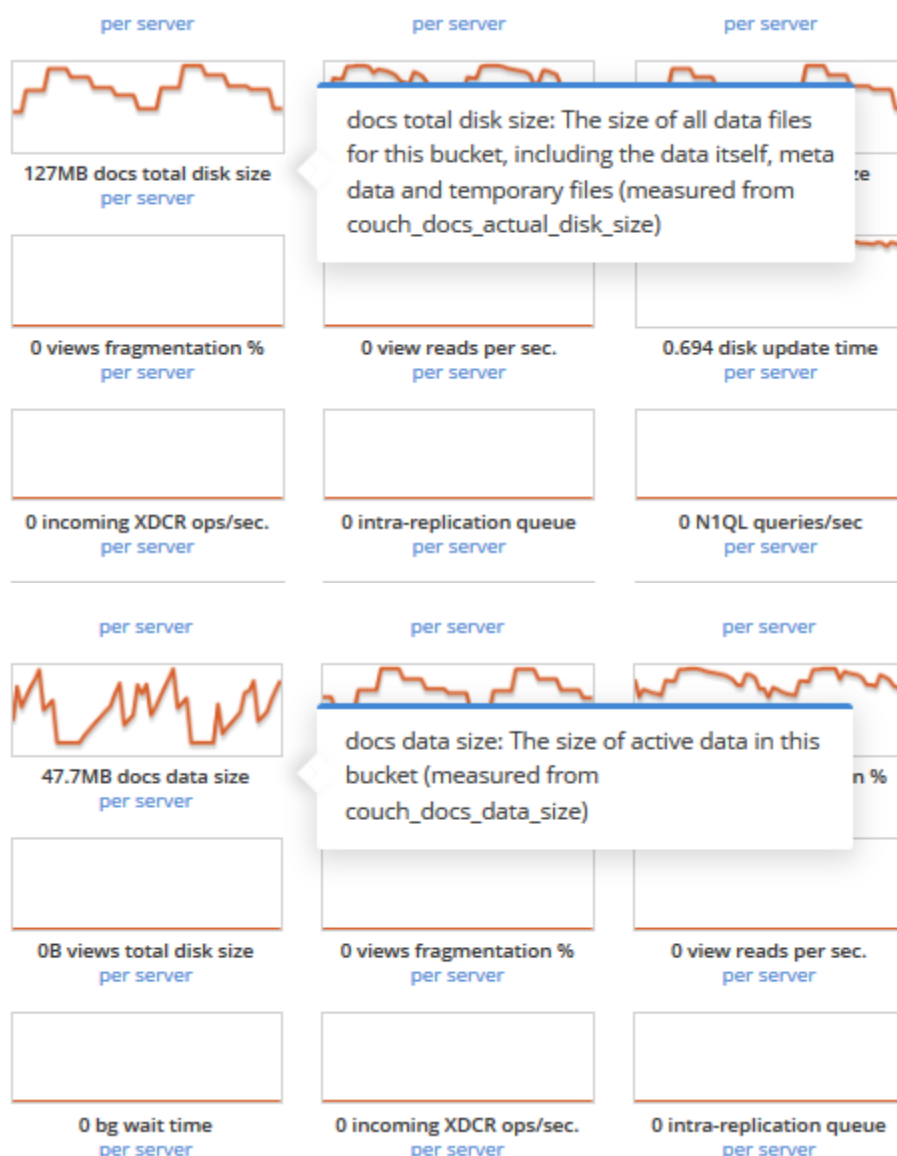 per server per server per server
docs total disk size: The size of all data files
for this bucket, including the data itself, meta
data and temporary files (measured from
couch_docs_actual_disk_size)
127MB docs total disk size
per server
0 views fragmentation % 0 view reads per sec. 0.694 disk update time
per server per server per server
0 incoming XDCR ops/sec. 0 intra-replication queue 0 N1QL queries/sec
per server per server per server
per server per server per server
docs data size: The size of active data in this
bucket (measured from
couch_docs_data_size)
47.7MB docs data size
per server
n %
0B views total disk size 0 views fragmentation % 0 view reads per sec.
per server per server per server
0 bg wait time 0 incoming XDCR ops/sec. 0 intra-replication queue
per server per server per server